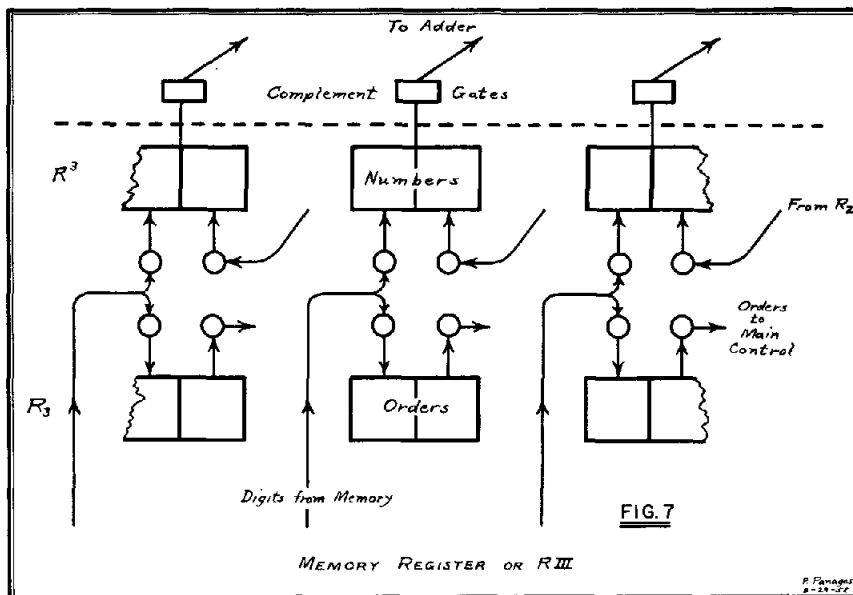 To Adder
Complement Gates
R³
Numbers
From R₂
Orders
to
Main
Control
R₃
Orders
Digits from Memory
FIG. 7
MEMORY REGISTER OR RIII
P. Panagos